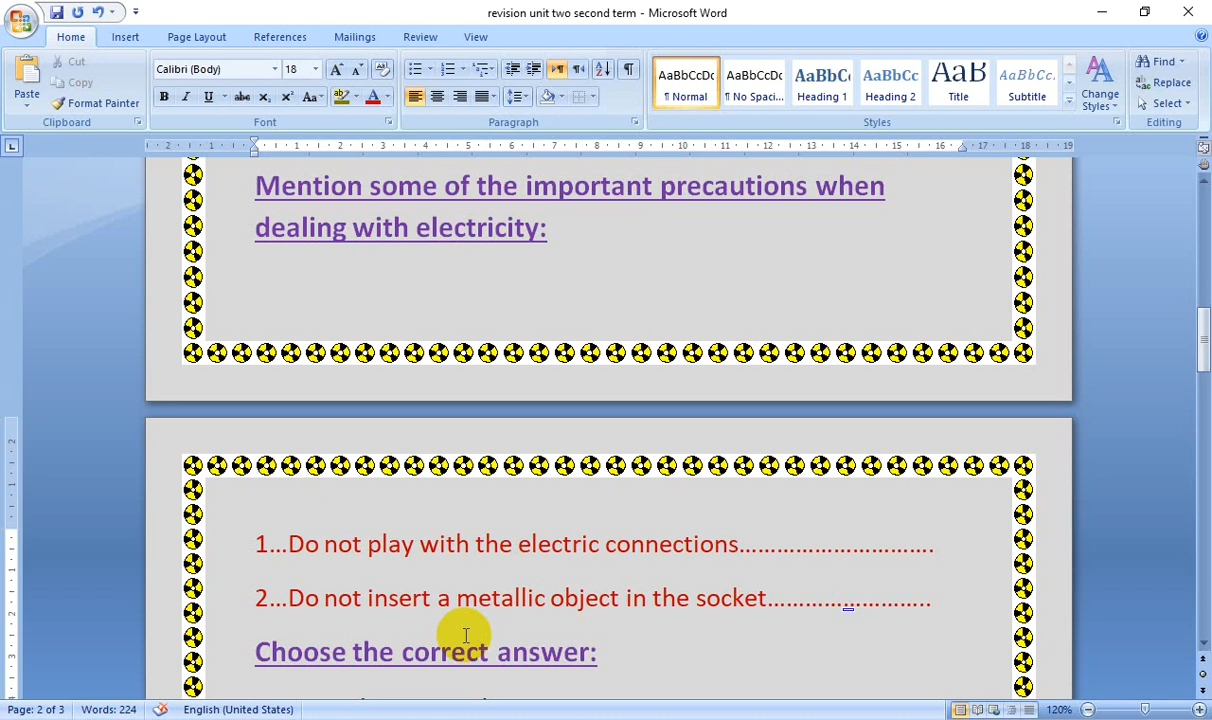 revision unit two second term - Microsoft Word
Home Insert Page Layout References Mailings Review View
Paste
Cut
Copy
Format Painter
Clipboard
Calibri (Body) 18
Font
Paragraph
AaBbCcDc AaBbCcDc AaBbC AaBbCc AaB AaBbCc.
¶ Normal ¶ No Spaci... Heading 1 Heading 2 Title Subtitle
Change Styles
Styles
Find
Replace
Select
Editing
Mention some of the important precautions when
dealing with electricity:
1...Do not play with the electric connections...............................
2...Do not insert a metallic object in the socket..........................
Choose the correct answer:
Page: 2 of 3 Words: 224 English (United States) 120%